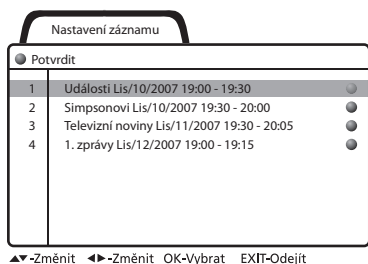 Nastavení záznamu
Potvrdit
1 Události Lis/10/2007 19:00 - 19:30
2 Simpsonovi Lis/10/2007 19:30 - 20:00
3 Televizní noviny Lis/11/2007 19:30 - 20:05
4 1. zprávy Lis/12/2007 19:00 - 19:15
▲▼-Změnit ◀▶-Změnit OK-Vybrat EXIT-Odejít